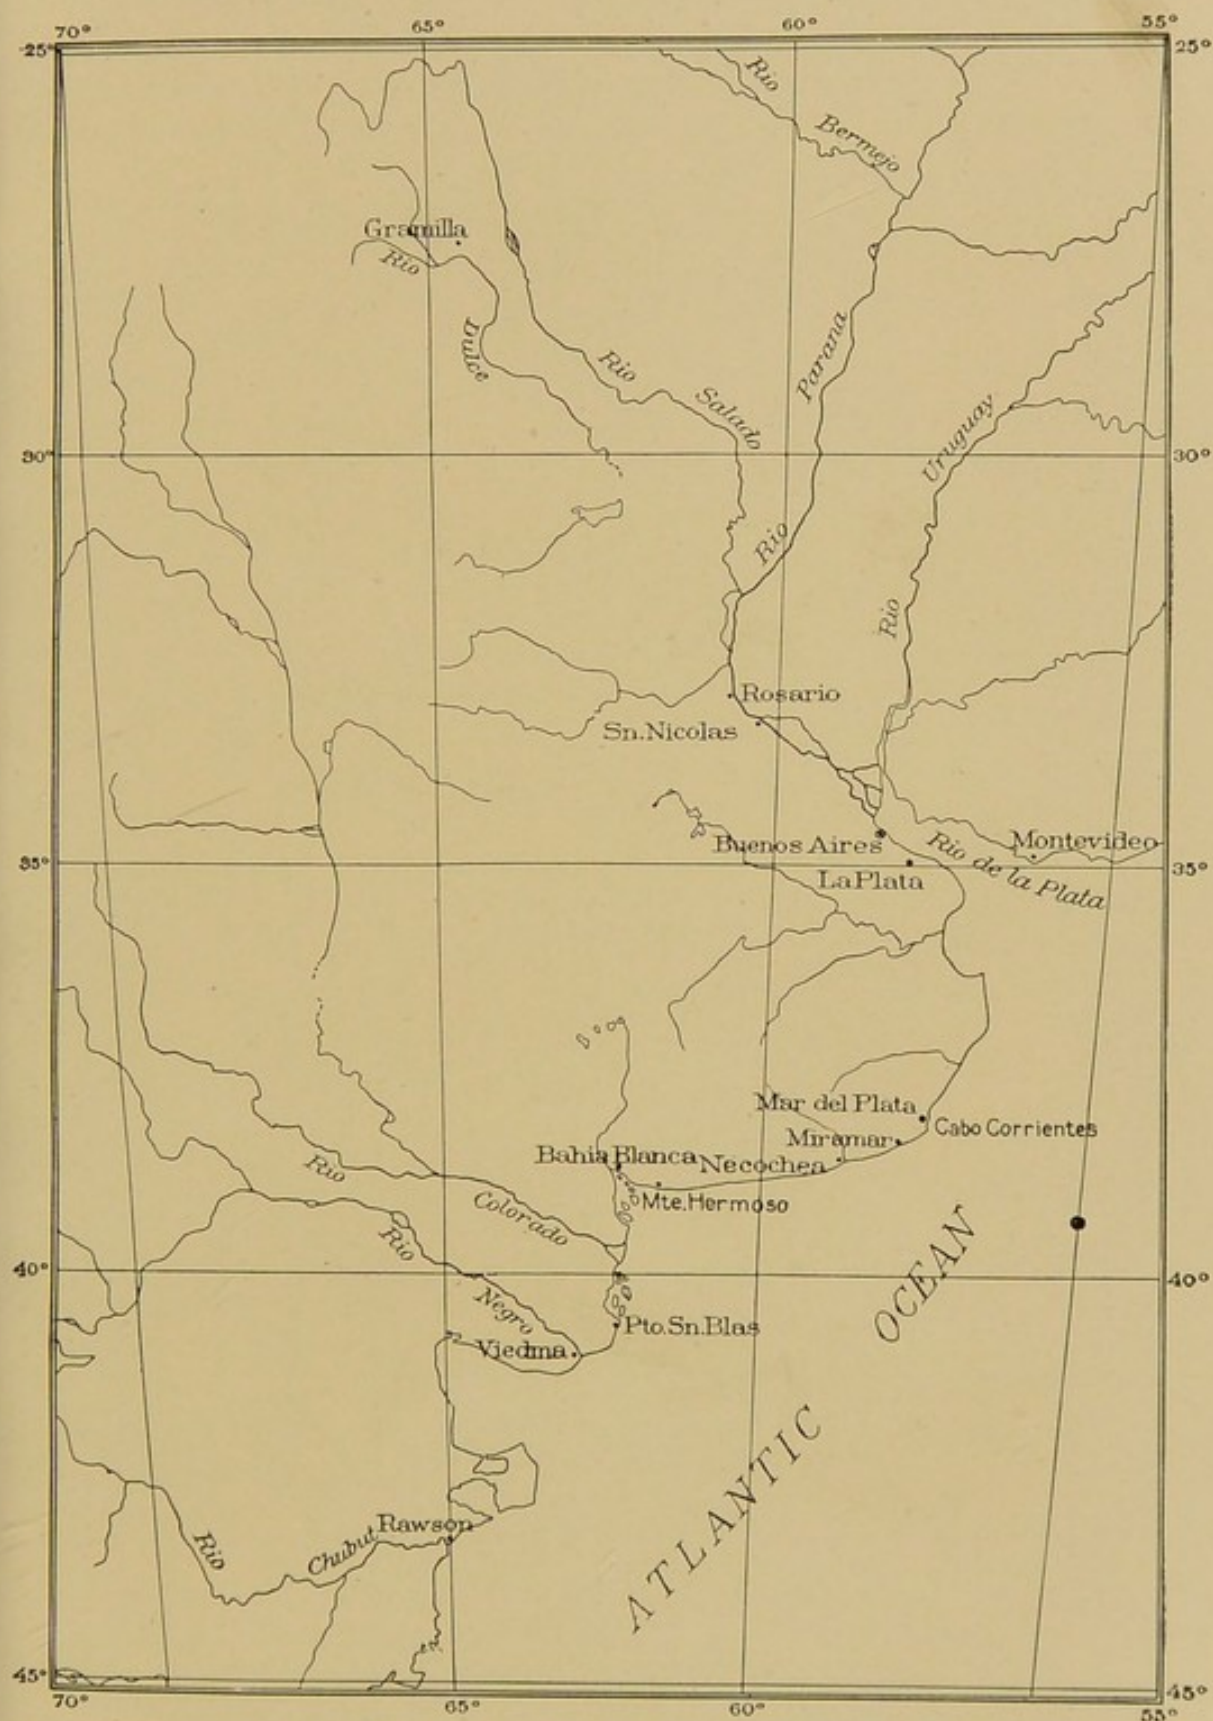 70°
65°
60°
55°
25°
25°
Rio
Bermejo
Gramilla
Rio
Dulce
Rio
Salado
Parana
Rio
Uruguay
Rio
30°
30°
Rosario
Sn.Nicolas
Buenos Aires
Montevideo
Rio de la Plata
La Plata
35°
35°
Mar del Plata
Cabo Corrientes
Miramar
Bahia Blanca
Necochea
Mte.Hermoso
Rio
Colorado
Rio
Negro
40°
40°
Pto.Sn.Blas
Viedma
ATLANTIC
OCEAN
Rawson
Rio
Chubut
45°
45°
70°
65°
60°
55°